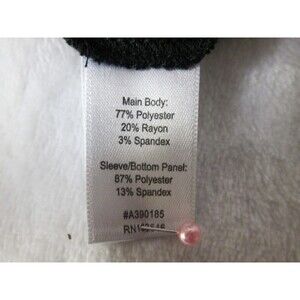 Main Body:
77% Polyester
20% Rayon
3% Spandex
Sleeve/Bottom Panel:
87% Polyester
13% Spandex
#A390185